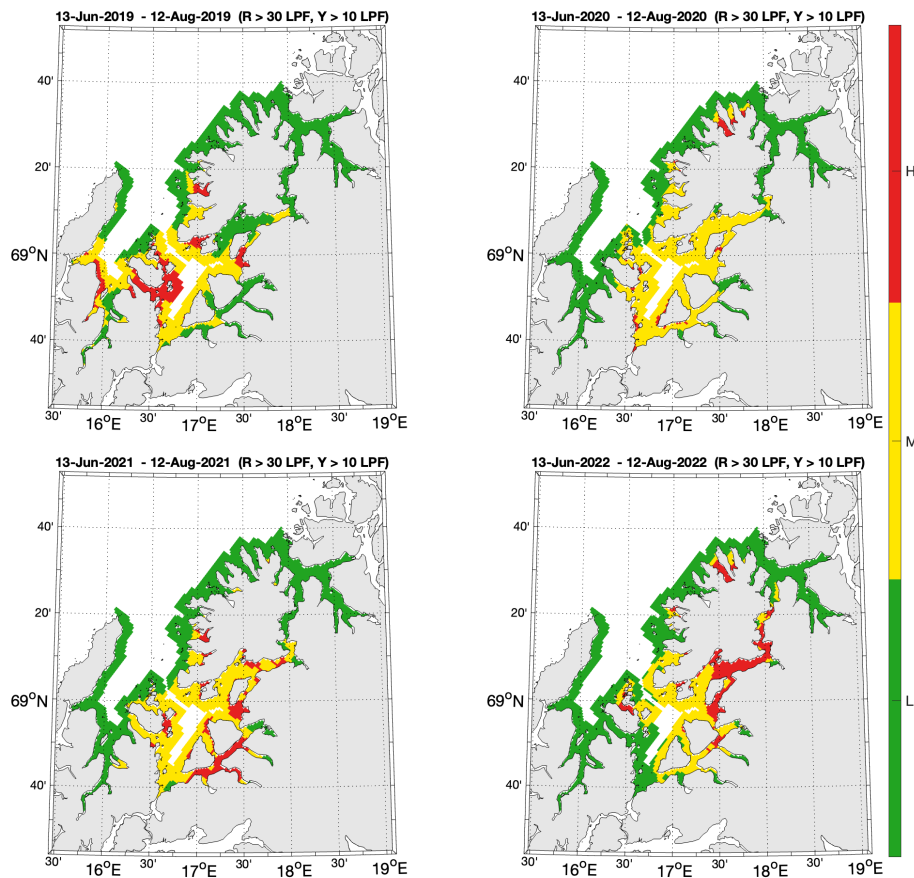 13-Jun-2019 - 12-Aug-2019 (R > 30 LPF, Y > 10 LPF)
40'
20'
69°N
40'
30' 16°E 30' 17°E 30' 18°E 30' 19°E
13-Jun-2020 - 12-Aug-2020 (R > 30 LPF, Y > 10 LPF)
40'
20'
69°N
40'
30' 16°E 30' 17°E 30' 18°E 30' 19°E
13-Jun-2021 - 12-Aug-2021 (R > 30 LPF, Y > 10 LPF)
40'
20'
69°N
40'
30' 16°E 30' 17°E 30' 18°E 30' 19°E
13-Jun-2022 - 12-Aug-2022 (R > 30 LPF, Y > 10 LPF)
40'
20'
69°N
40'
30' 16°E 30' 17°E 30' 18°E 30' 19°E
H
M
L